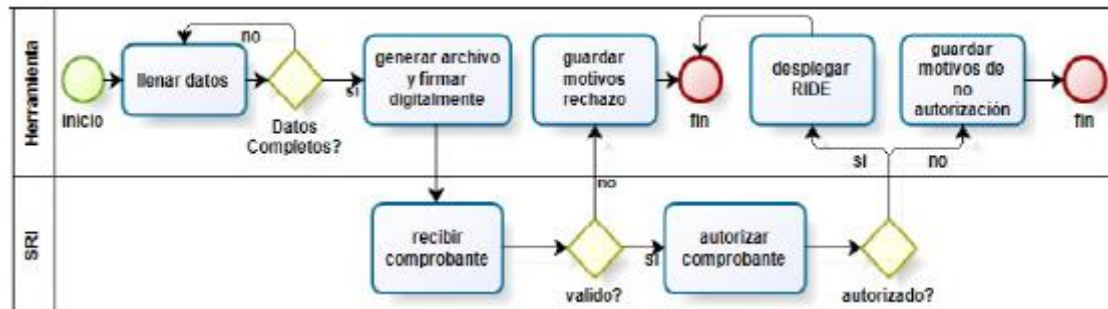 Herramienta
inicio
llenar datos
no
si
Datos
Completos?
generar archivo
y firmar
digitalmente
guardar
motivos
rechazo
fin
desplegar
RIDE
guardar
motivos de
no
autorización
fin
si
no
SRI
recibir
comprobante
no
valido?
si
autorizar
comprobante
autorizado?